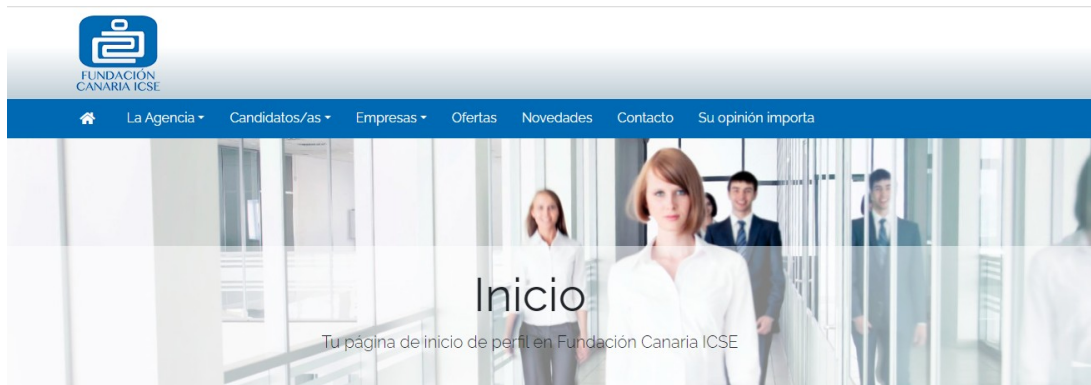 FUNDACIÓN
CANARIA ICSE
La Agencia Candidatos/as Empresas Ofertas Novedades Contacto Su opinión importa
Inicio
Tu página de inicio de perfil en Fundación Canaria ICSE